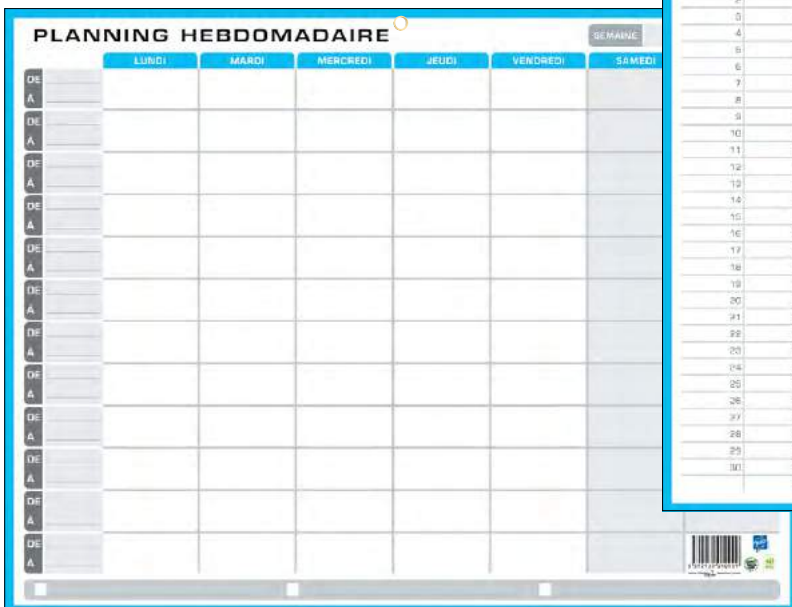 PLANNING HEBDOMADAIRE
SEMAINE
LUNDI MARDI MERCREDI JEUDI VENDREDI SAMEDI
DE
A
DE
A
DE
A
DE
A
DE
A
DE
A
DE
A
DE
A
DE
A
DE
A
DE
A
DE
A
3
4
5
6
7
8
9
10
11
12
13
14
15
16
17
18
19
20
21
22
23
24
25
26
27
28
29
30